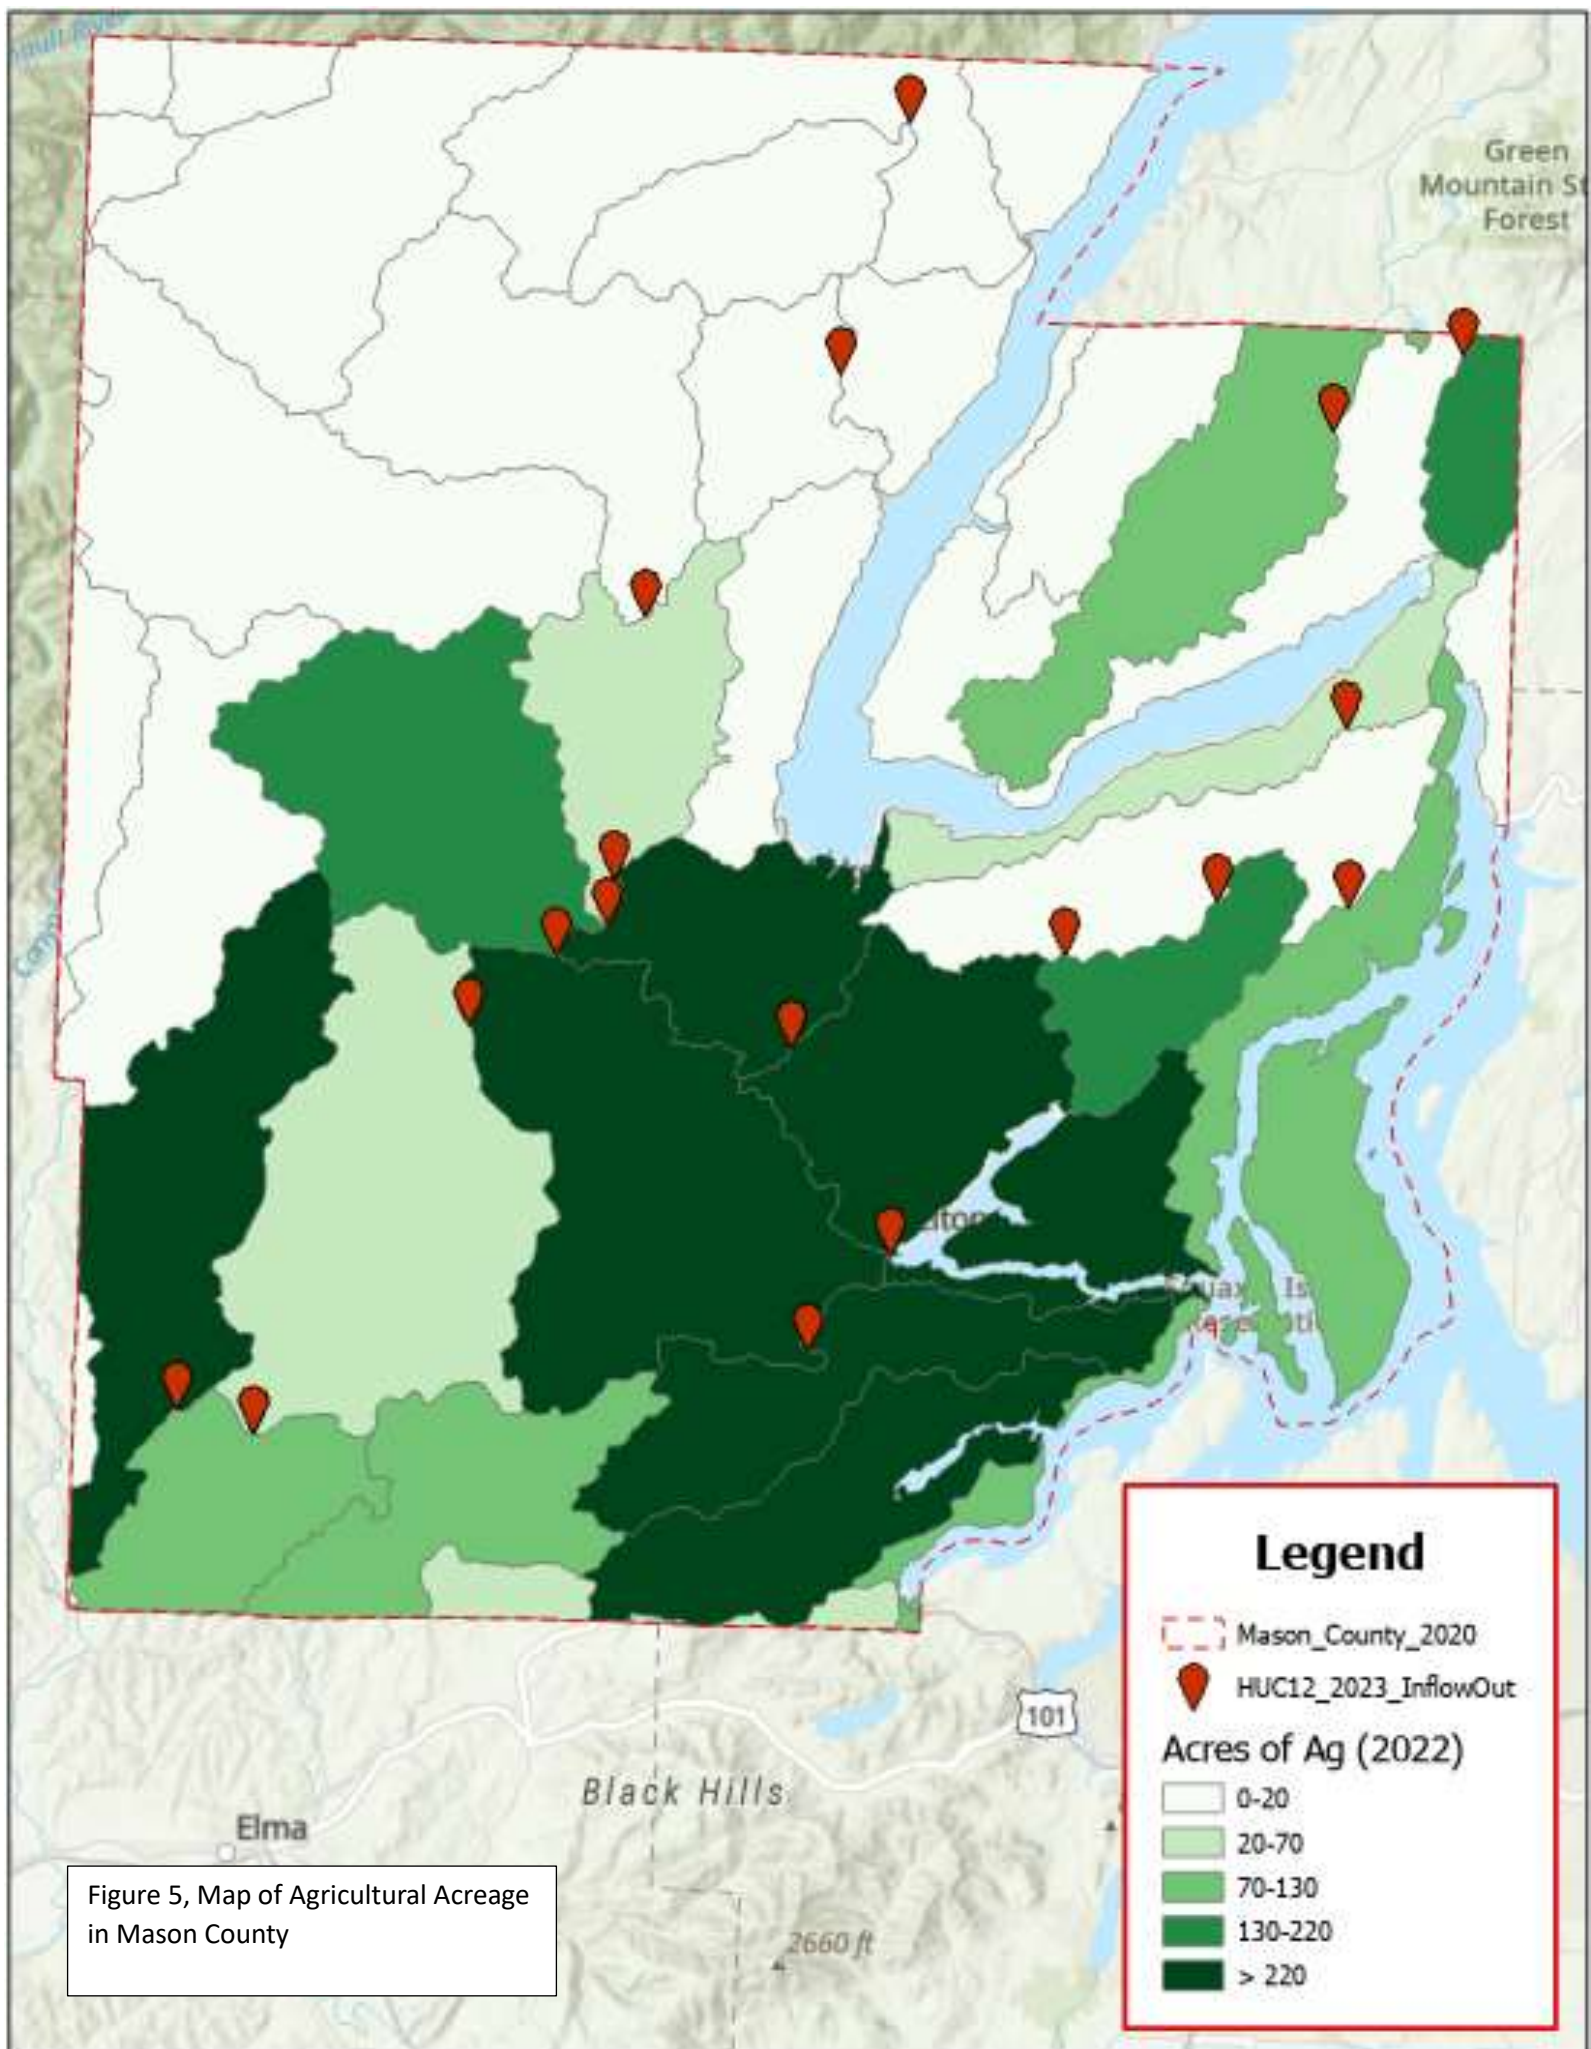 Green
Mountain St
Forest
Legend
Mason_County_2020
HUC12_2023_InflowOut
Acres of Ag (2022)
0-20
20-70
70-130
130-220
> 220
101
Black Hills
Elma
2660 ft
Figure 5, Map of Agricultural Acreage
in Mason County